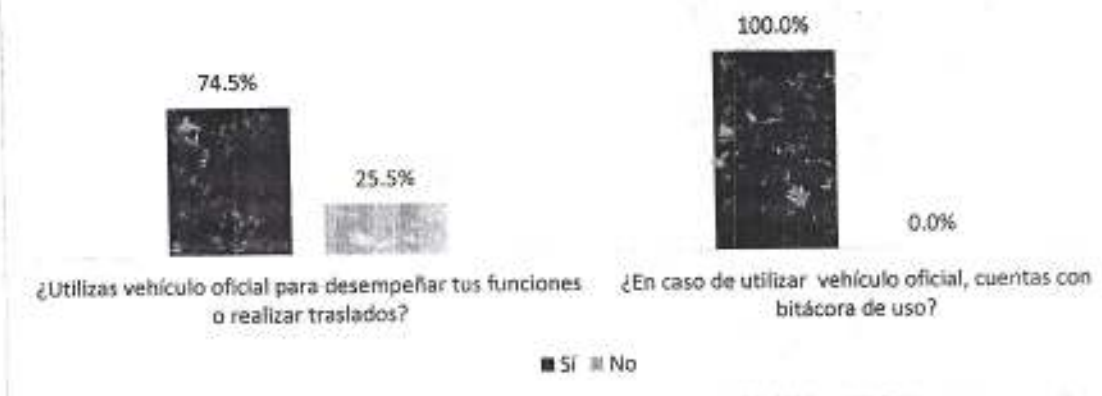 100.0%
74.5%
25.5%
0.0%
¿Utilizas vehículo oficial para desempeñar tus funciones
o realizar traslados?
¿En caso de utilizar vehículo oficial, cuentas con
bitácora de uso?
Sí No